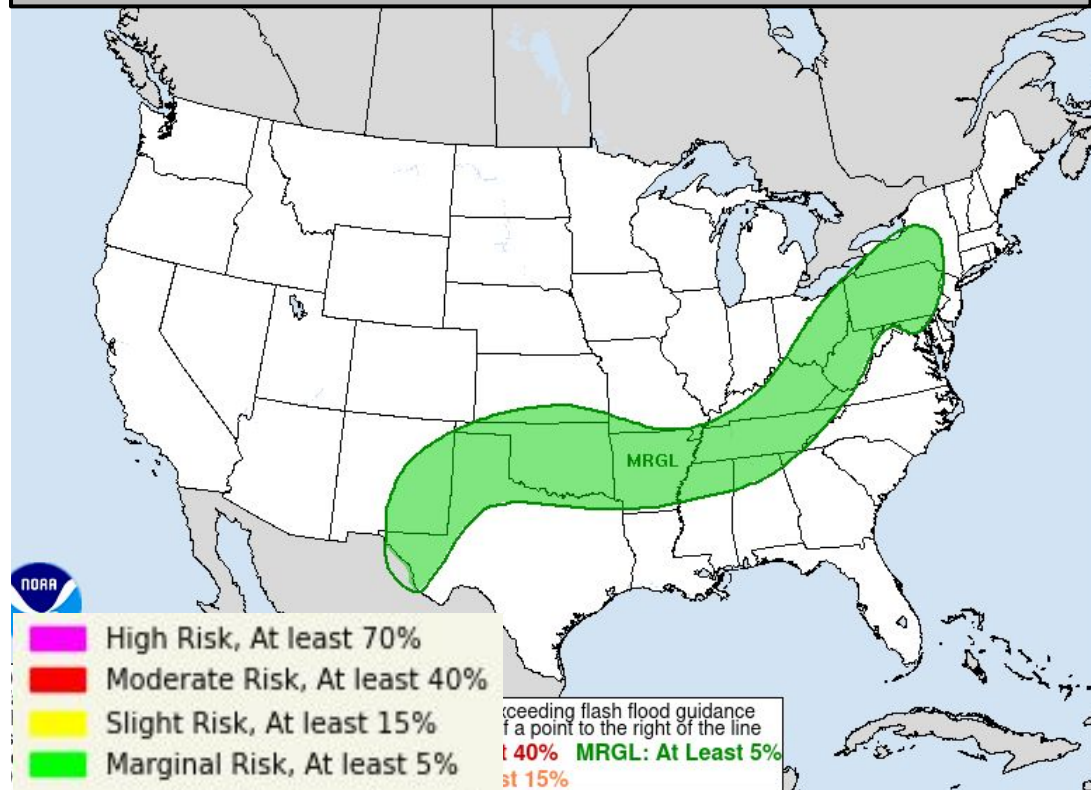 MRGL
NOAA
High Risk, At least 70%
Moderate Risk, At least 40%
Slight Risk, At least 15%
Marginal Risk, At least 5%
xceeding flash flood guidance
f a point to the right of the line
t 40% MRGL: At Least 5%
st 15%